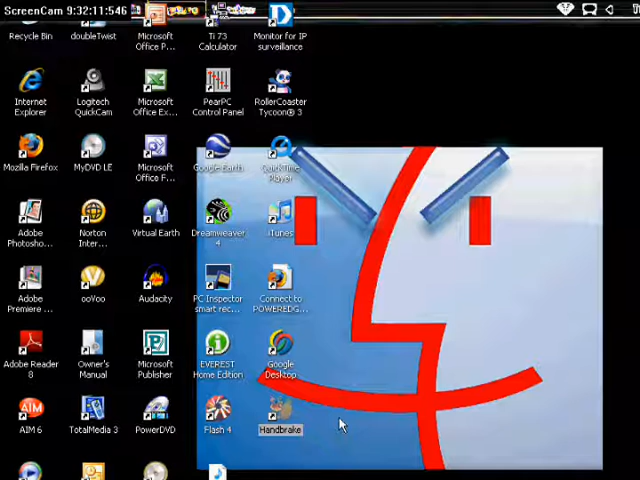 ScreenCam 9:32:11:546
Recycle Bin
doubleTwist
Microsoft
Office P...
Ti 73
Calculator
Monitor for IP
surveillance
Internet
Explorer
Logitech
QuickCam
Microsoft
Office Ex...
PearPC
Control Panel
RollerCoaster
Tycoon® 3
Mozilla Firefox
MyDVD LE
Microsoft
Office F...
Google Earth
QuickTime
Player
Adobe
Photosho...
Norton
Inter...
Virtual Earth
Dreamweaver
4
iTunes
Adobe
Premiere ...
ooVoo
Audacity
PC Inspector
smart rec...
Connect to
POWEREDG...
Adobe Reader
8
Owner's
Manual
Microsoft
Publisher
EVEREST
Home Edition
Google
Desktop
AIM 6
TotalMedia 3
PowerDVD
Flash 4
Handbrake